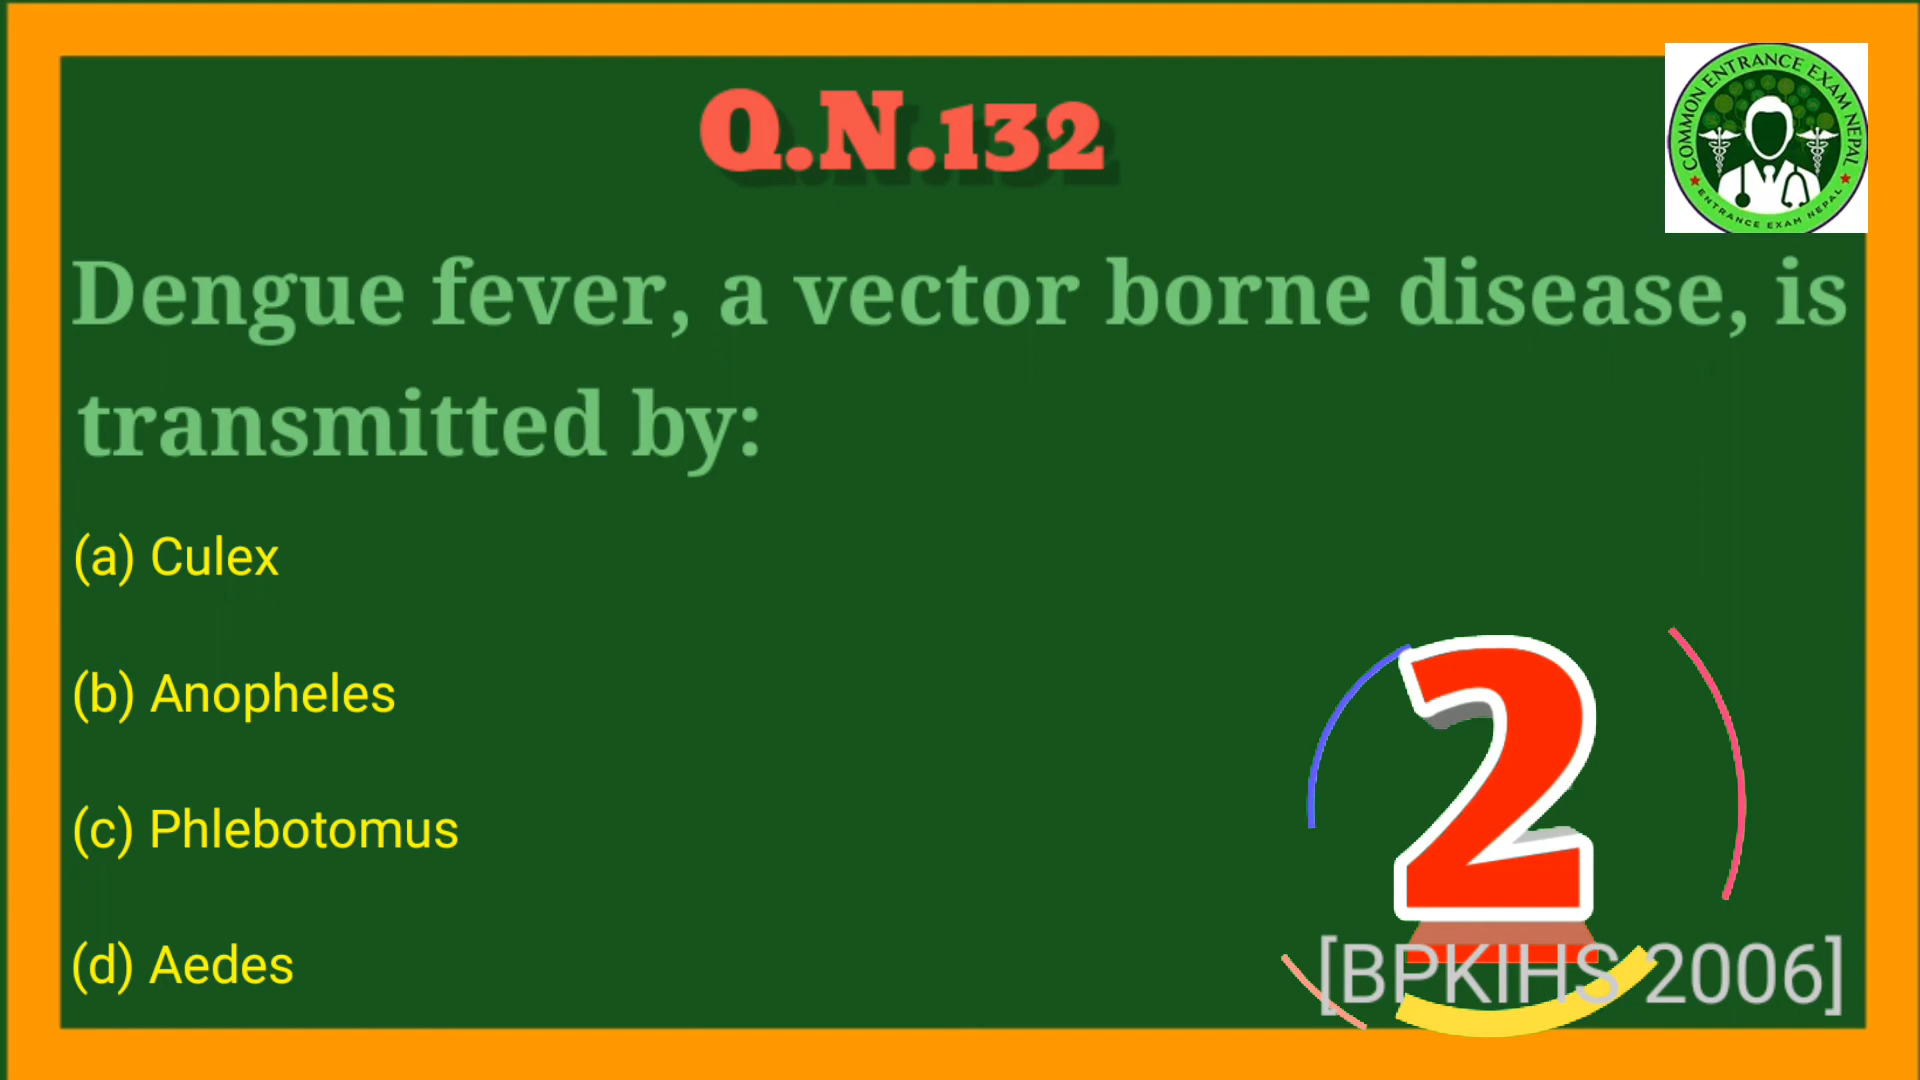 Q.N.132
COMMON ENTRANCE EXAM NEPAL
ENTRANCE EXAM NEPAL
Dengue fever, a vector borne disease, is
transmitted by:
(a) Culex
(b) Anopheles
(c) Phlebotomus
(d) Aedes
2
[BPKIHS 2006]